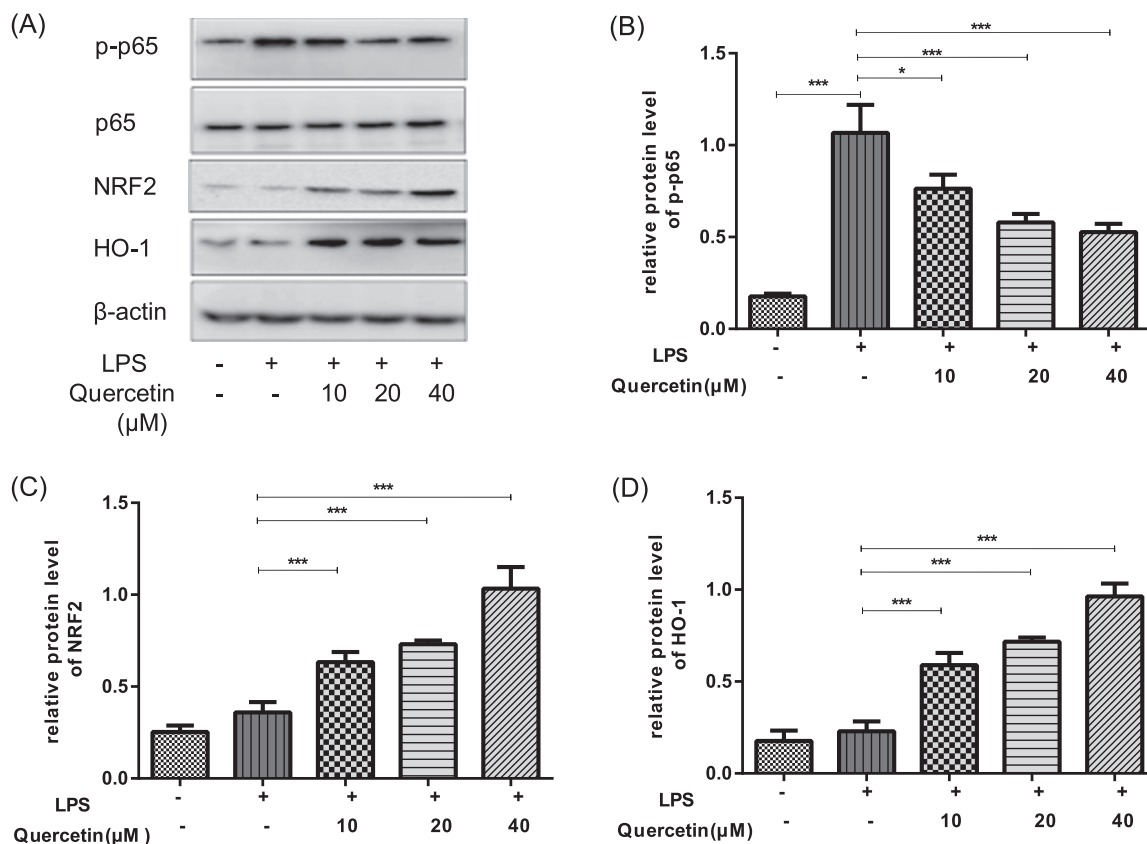 (A)
p-p65
p65
NRF2
HO-1
β-actin
LPS - + + + +
Quercetin - - 10 20 40
(µM)
(B)
relative protein level
of p-p65
1.5
1.0
0.5
0.0
***
*
***
***
LPS - + + + +
Quercetin(µM) - - 10 20 40
(C)
relative protein level
of NRF2
1.5
1.0
0.5
0.0
***
***
***
LPS - + + + +
Quercetin(µM ) - - 10 20 40
(D)
relative protein level
of HO-1
1.5
1.0
0.5
0.0
***
***
***
LPS - + + + +
Quercetin(µM) - - 10 20 40